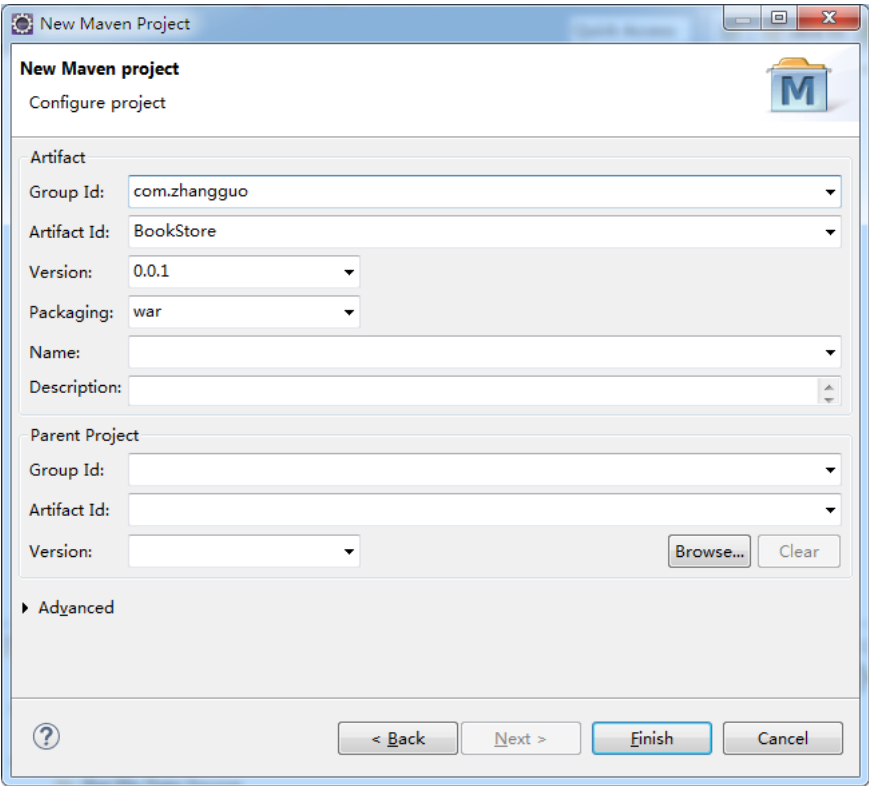 New Maven Project
New Maven project
Configure project
M
Artifact
Group Id: com.zhangguo
Artifact Id: BookStore
Version: 0.0.1
Packaging: war
Name:
Description:
Parent Project
Group Id:
Artifact Id:
Version:
Browse... Clear
Advanced
? < Back Next > Finish Cancel